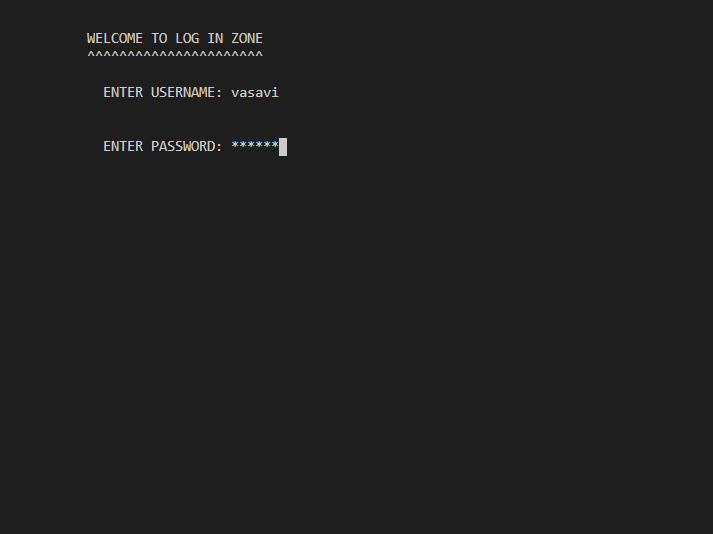 WELCOME TO LOG IN ZONE
^^^^^^^^^^^^^^^^^^^^^^
ENTER USERNAME: vasavi
ENTER PASSWORD: ******